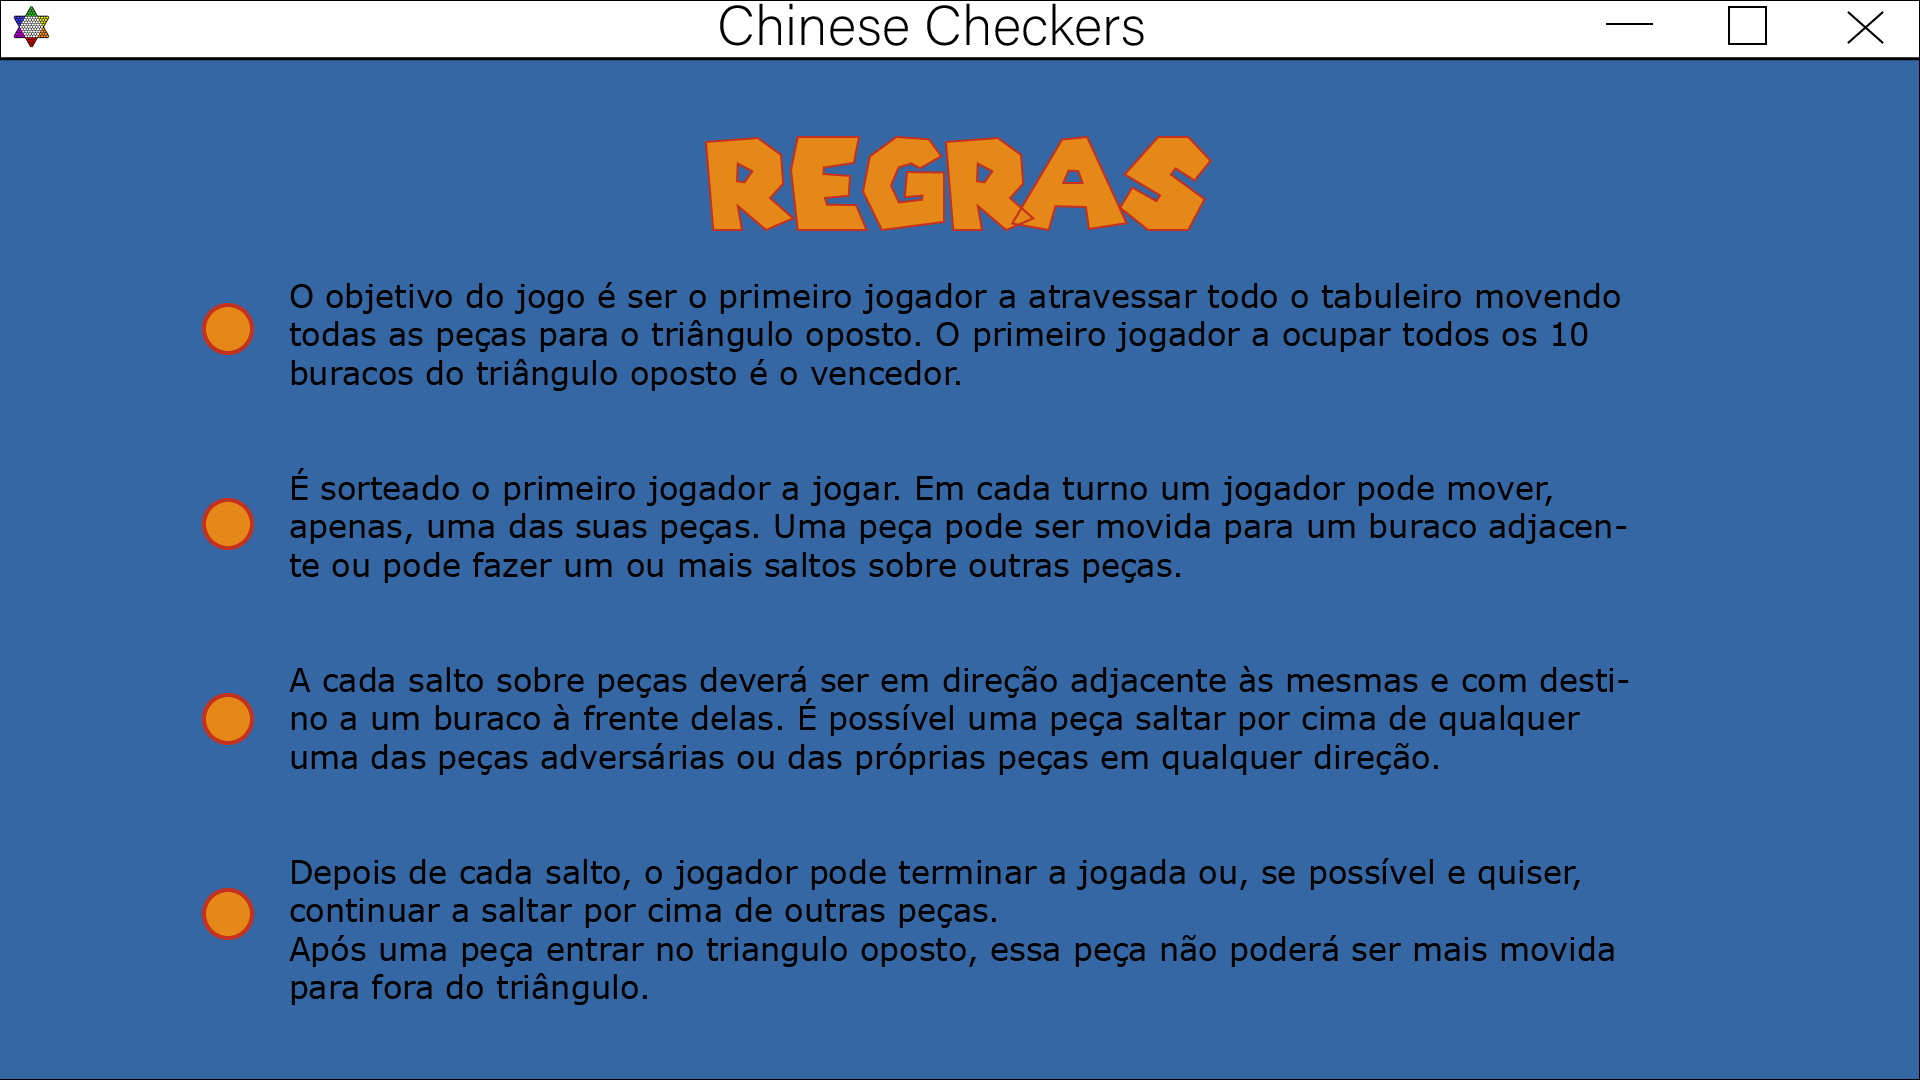 Chinese Checkers
REGRAS
O objetivo do jogo é ser o primeiro jogador a atravessar todo o tabuleiro movendo
todas as peças para o triângulo oposto. O primeiro jogador a ocupar todos os 10
buracos do triângulo oposto é o vencedor.
É sorteado o primeiro jogador a jogar. Em cada turno um jogador pode mover,
apenas, uma das suas peças. Uma peça pode ser movida para um buraco adjacen-
te ou pode fazer um ou mais saltos sobre outras peças.
A cada salto sobre peças deverá ser em direção adjacente às mesmas e com desti-
no a um buraco à frente delas. É possível uma peça saltar por cima de qualquer
uma das peças adversárias ou das próprias peças em qualquer direção.
Depois de cada salto, o jogador pode terminar a jogada ou, se possível e quiser,
continuar a saltar por cima de outras peças.
Após uma peça entrar no triangulo oposto, essa peça não poderá ser mais movida
para fora do triângulo.